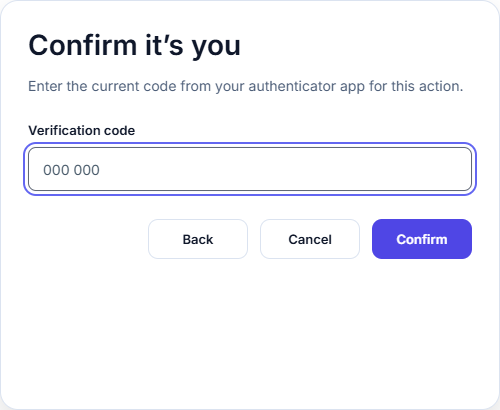 Confirm it’s you
Enter the current code from your authenticator app for this action.
Verification code
000 000
Back Cancel Confirm